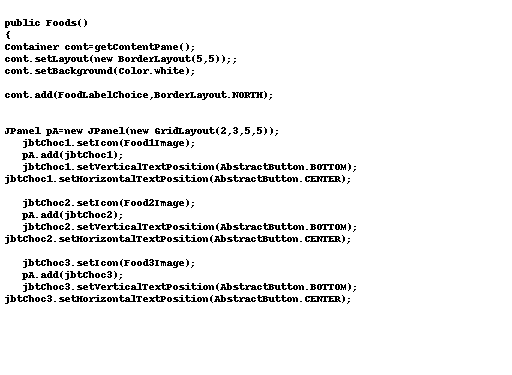 public Foods()
{
Container cont=getContentPane();
cont.setLayout(new BorderLayout(5,5));;
cont.setBackground(Color.white);
cont.add(FoodLabelChoice,BorderLayout.NORTH);
JPanel pA=new JPanel(new GridLayout(2,3,5,5));
jbtChoc1.setIcon(Food1Image);
pA.add(jbtChoc1);
jbtChoc1.setVerticalTextPosition(AbstractButton.BOTTOM);
jbtChoc1.setHorizontalTextPosition(AbstractButton.CENTER);
jbtChoc2.setIcon(Food2Image);
pA.add(jbtChoc2);
jbtChoc2.setVerticalTextPosition(AbstractButton.BOTTOM);
jbtChoc2.setHorizontalTextPosition(AbstractButton.CENTER);
jbtChoc3.setIcon(Food3Image);
pA.add(jbtChoc3);
jbtChoc3.setVerticalTextPosition(AbstractButton.BOTTOM);
jbtChoc3.setHorizontalTextPosition(AbstractButton.CENTER);